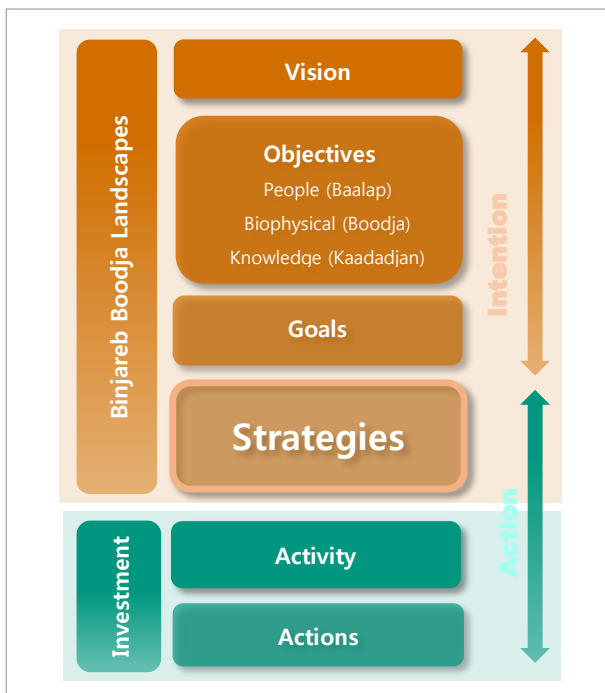 Binjareb Boodja Landscapes
Vision
Objectives
People (Baalap)
Biophysical (Boodja)
Knowledge (Kaadadjan)
Goals
Strategies
Intention
Investment
Activity
Actions
Action